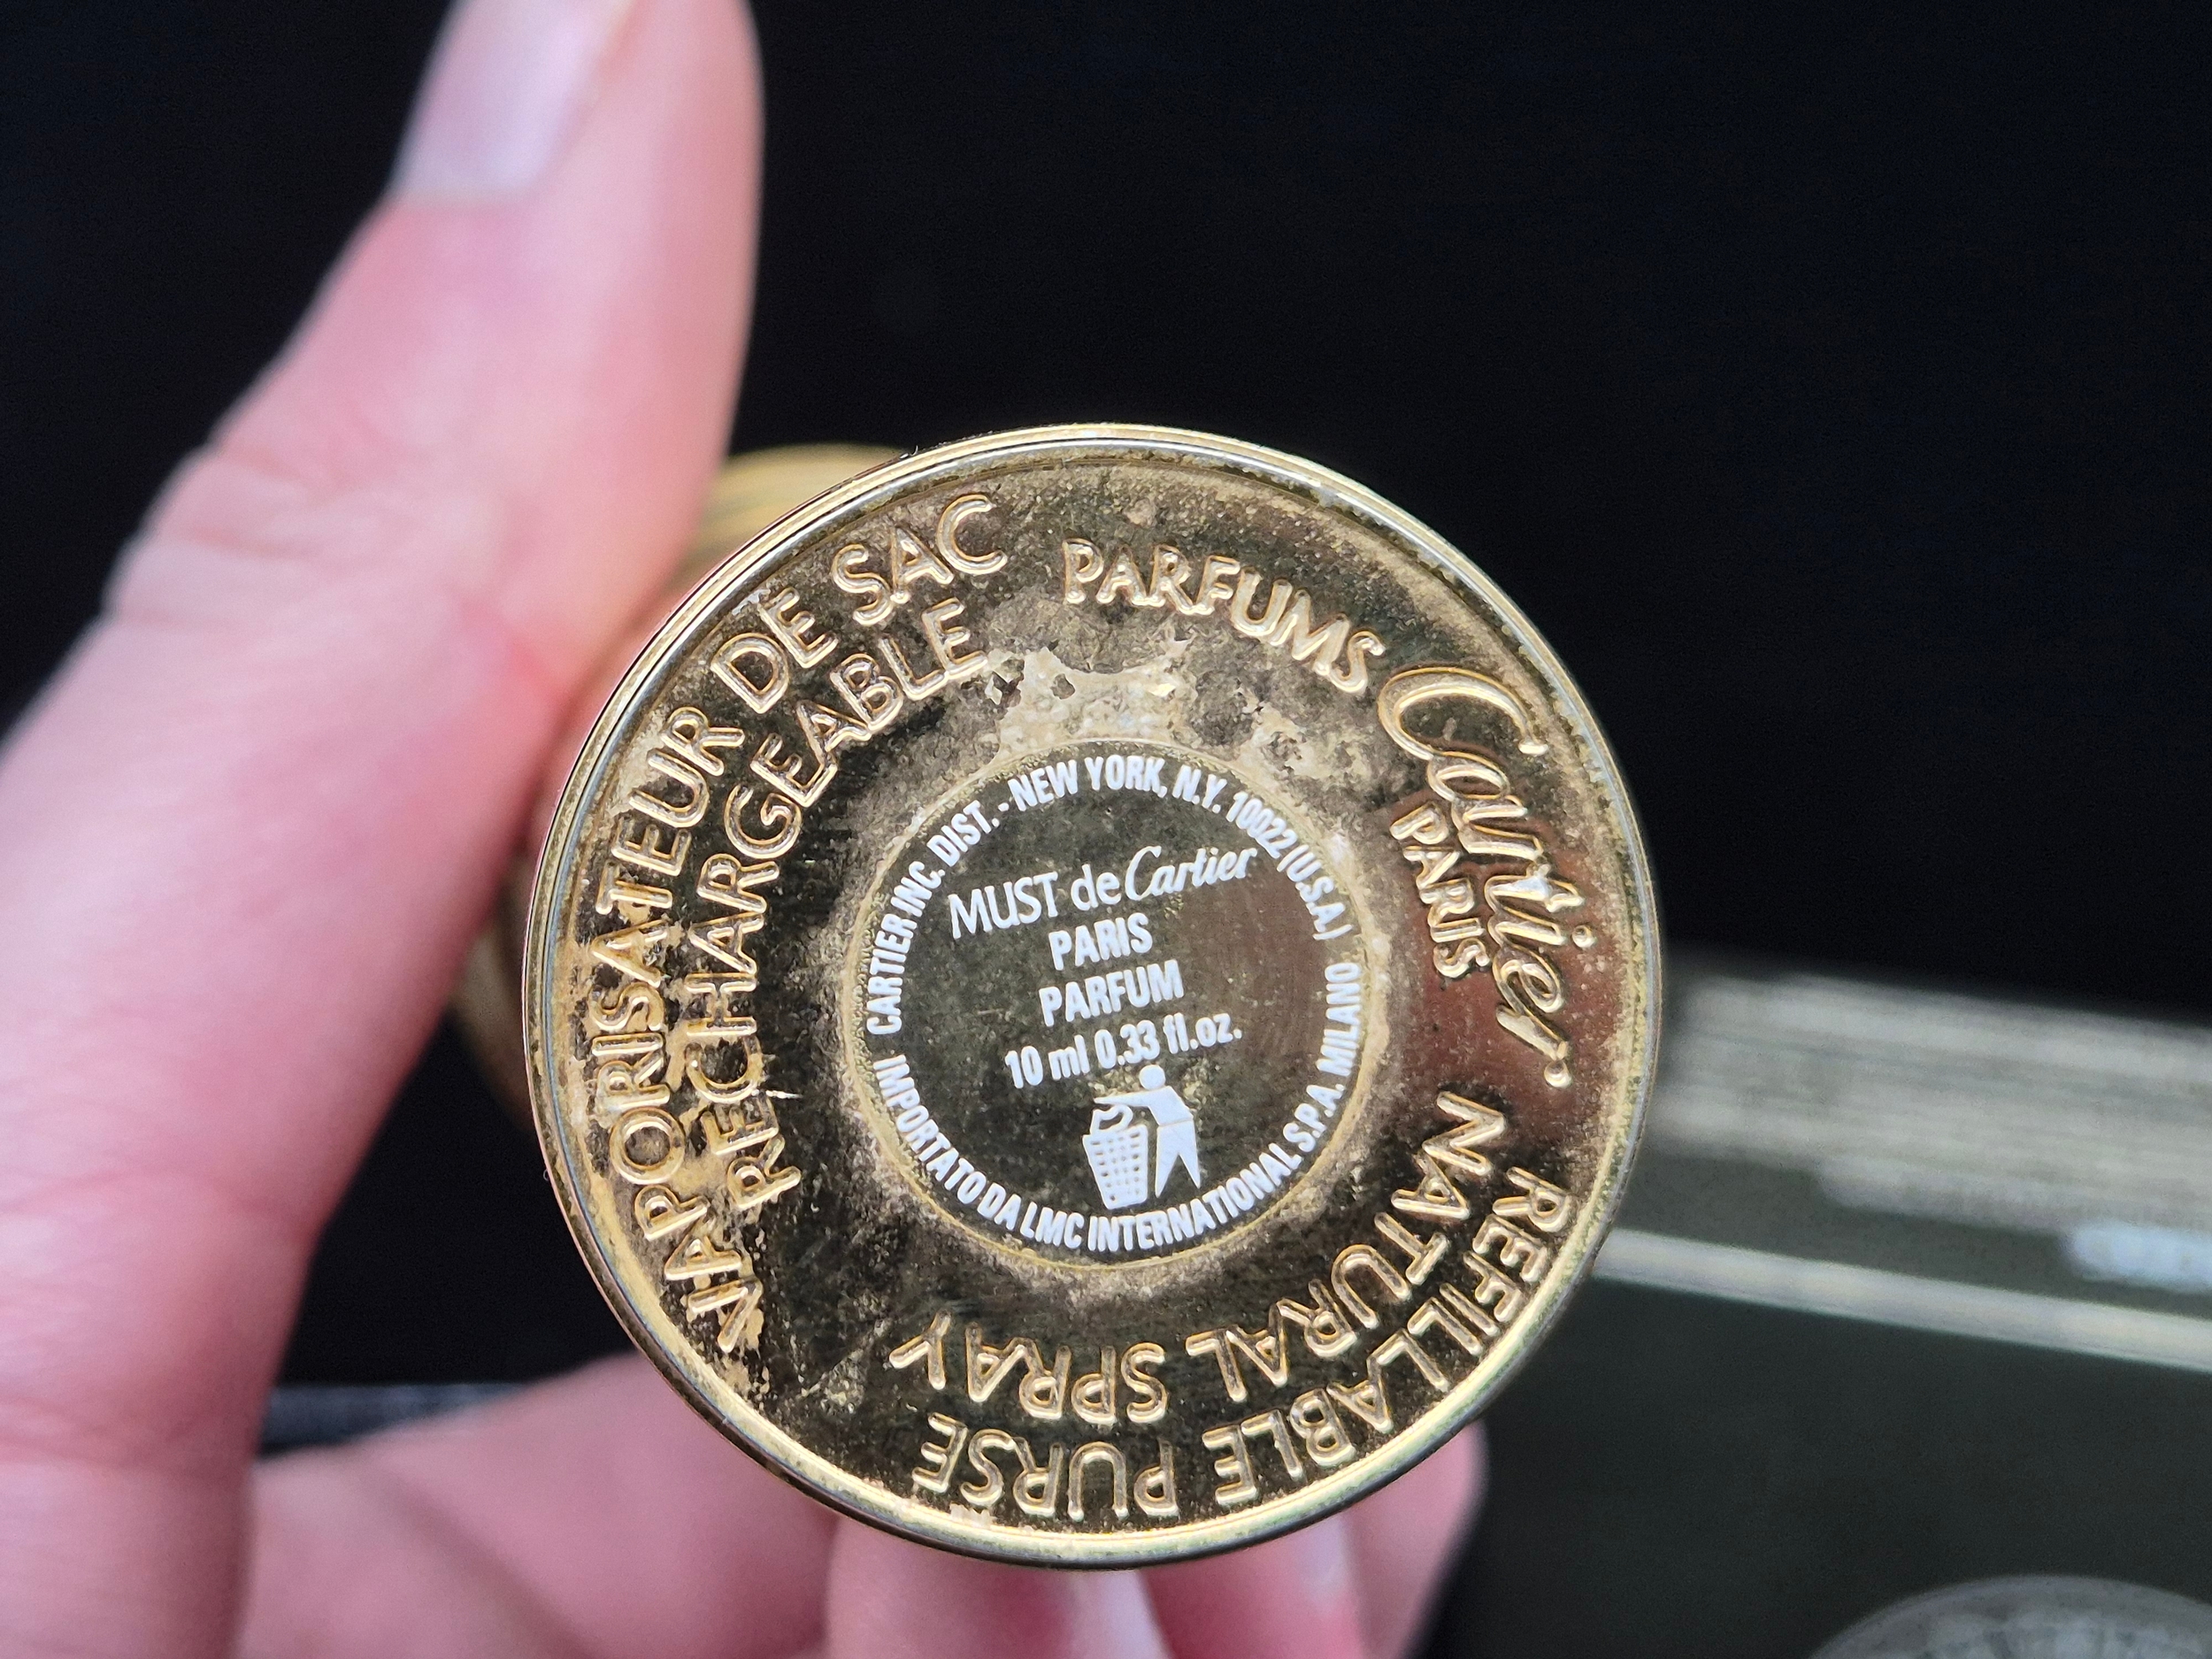 VAPORISATEUR DE SAC
RECHARGEABLE
PARFUMS Cartier
PARIS
REFILLABLE PURSE
NATURAL SPRAY
CARTIER.INC. DIST. - NEW YORK, N.Y. 10022 (U.S.A.)
MUST de Cartier
PARIS
PARFUM
10 ml 0.33 fl.oz.
IMPORTATO DA LMC INTERNATIONAL S.P.A. MILANO